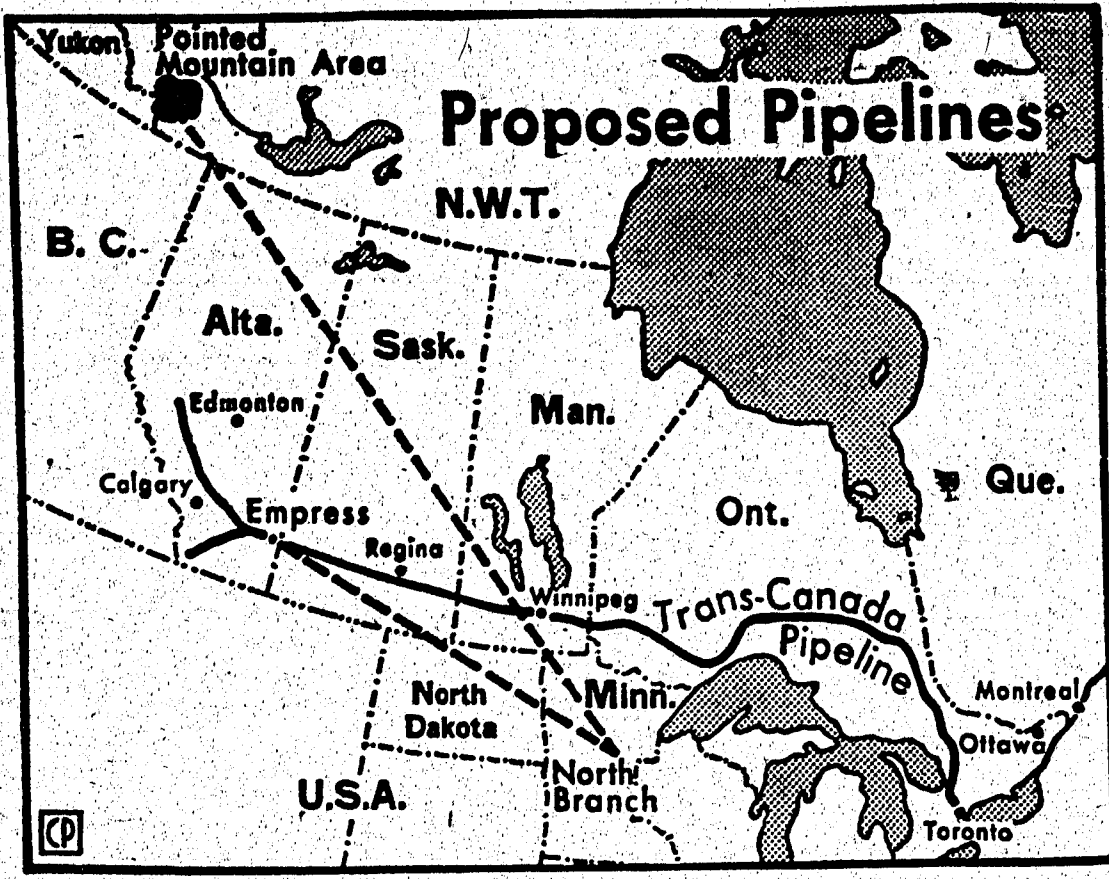 Yukon
Pointed
Mountain Area
Proposed Pipelines
N.W.T.
B. C.
Alta.
Sask.
Man.
Edmonton
Calgary
Empress
Regina
Ont.
Que.
Winnipeg
Trans-Canada
Pipeline
North
Dakota
Minn.
Montreal
Ottawa
North
Branch
U.S.A.
Toronto
CP